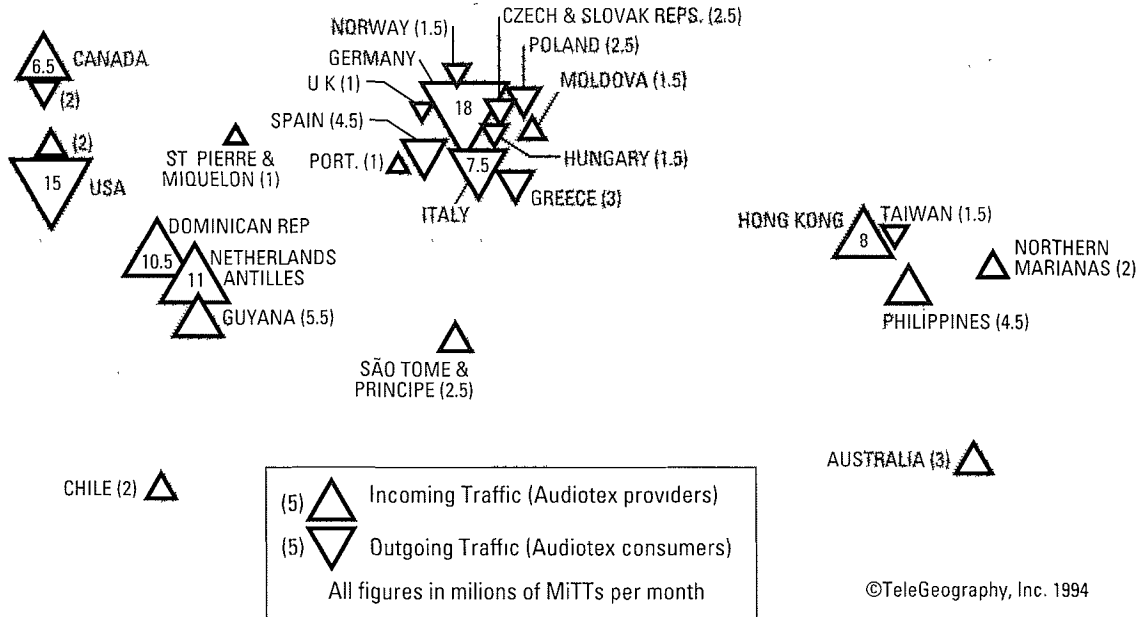 CANADA
6.5
(2)
(2)
15
USA
ST. PIERRE &
MIQUELON (1)
DOMINICAN REP
10.5
NETHERLANDS
ANTILLES
11
GUYANA (5.5)
CHILE (2)
NORWAY (1.5)
GERMANY
U K (1)
SPAIN (4.5)
PORT. (1)
ITALY
18
7.5
CZECH & SLOVAK REPS. (2.5)
POLAND (2.5)
MOLDOVA (1.5)
HUNGARY (1.5)
GREECE (3)
SÃO TOME &
PRINCIPE (2.5)
HONG KONG
8
TAIWAN (1.5)
NORTHERN
MARIANAS (2)
PHILIPPINES (4.5)
AUSTRALIA (3)
(5) Incoming Traffic (Audiotex providers)
(5) Outgoing Traffic (Audiotex consumers)
All figures in milions of MiTTs per month
©TeleGeography, Inc. 1994